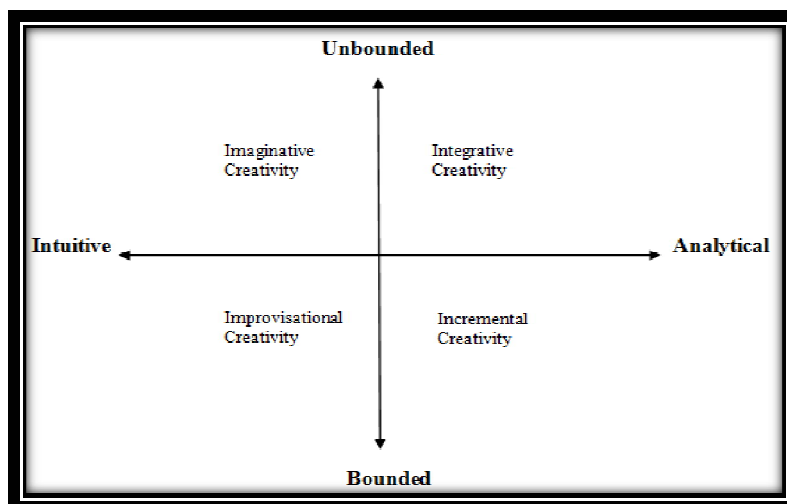 Unbounded
Imaginative
Creativity
Integrative
Creativity
Intuitive
Analytical
Improvisational
Creativity
Incremental
Creativity
Bounded